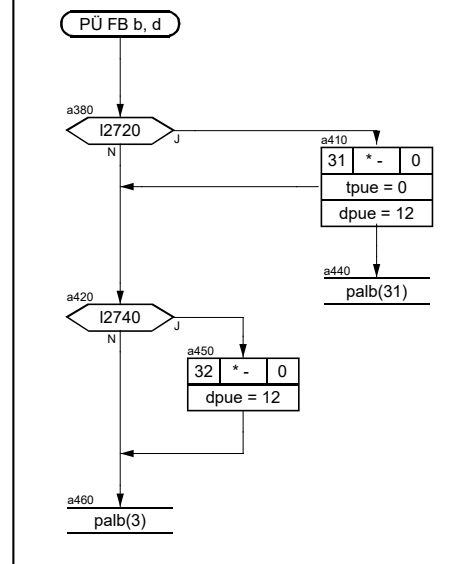 PÜ FB b, d
a380
I2720
N
J
a410
31 * - 0
tpue = 0
dpue = 12
a440
palb(31)
a420
I2740
N
J
a450
32 * - 0
dpue = 12
a460
palb(3)